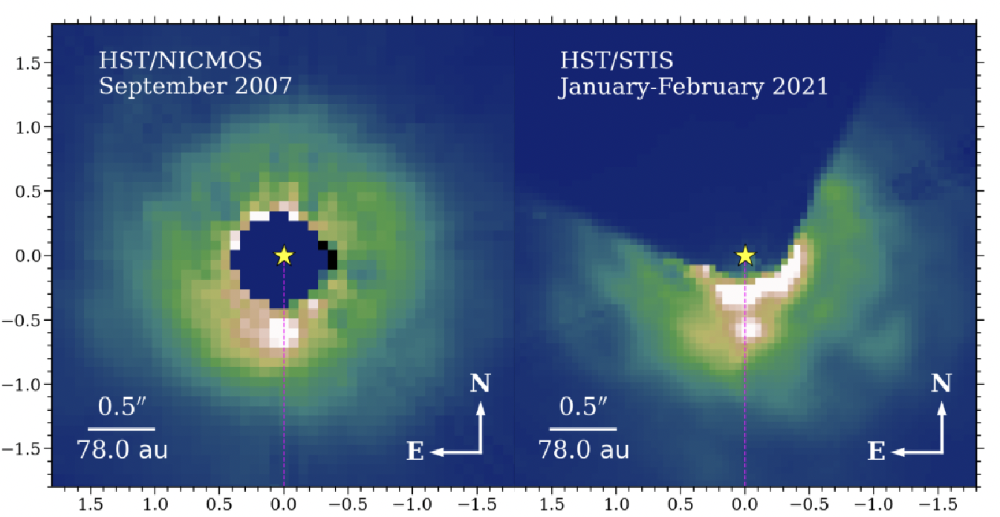 HST/NICMOS
September 2007
HST/STIS
January-February 2021
1.5
1.0
0.5
0.0
−0.5
−1.0
−1.5
N
E
0.5″
78.0 au
N
E
0.5″
78.0 au
1.5 1.0 0.5 0.0 −0.5 −1.0 −1.5 1.5 1.0 0.5 0.0 −0.5 −1.0 −1.5